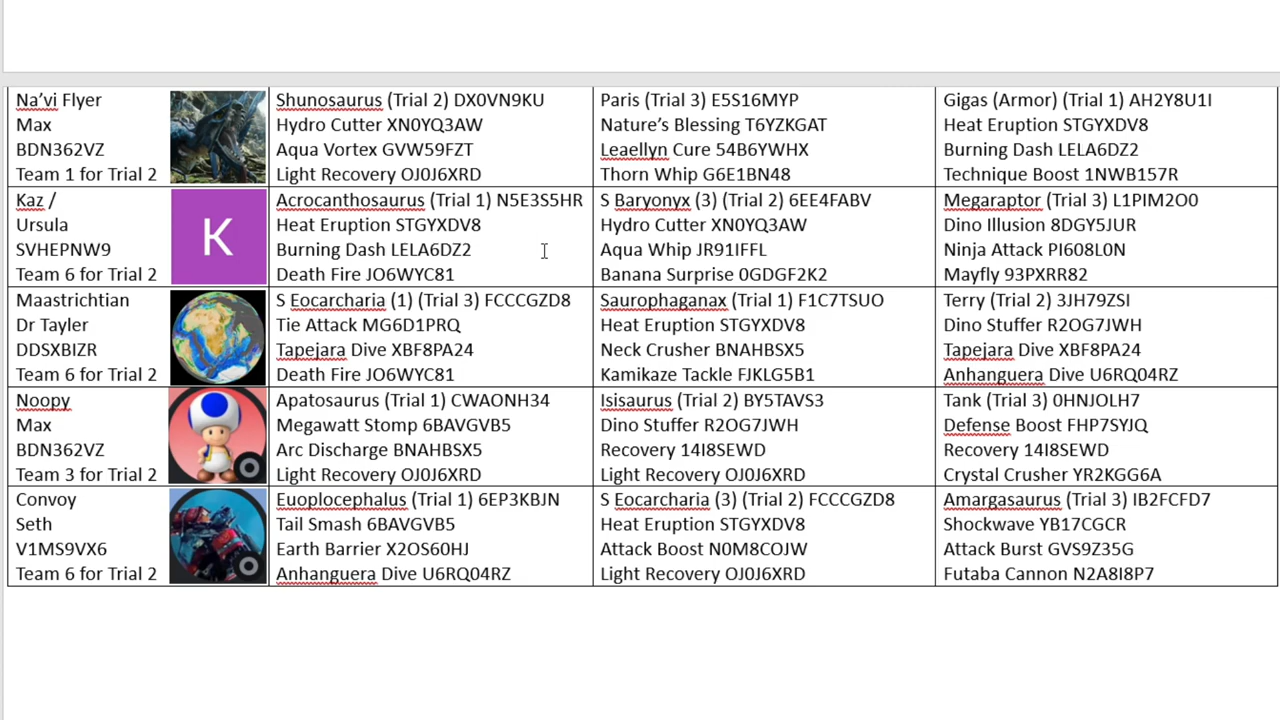 Na'vi Flyer
Max
BDN362VZ
Team 1 for Trial 2
Shunosaurus (Trial 2) DX0VN9KU
Hydro Cutter XN0YQ3AW
Aqua Vortex GVW59FZT
Light Recovery OJ0J6XRD
Paris (Trial 3) E5S16MYP
Nature's Blessing T6YZKGAT
Leaellyn Cure 54B6YWHX
Thorn Whip G6E1BN48
Gigas (Armor) (Trial 1) AH2Y8U1I
Heat Eruption STGYXDV8
Burning Dash LELA6DZ2
Technique Boost 1NWB157R
Kaz /
Ursula
SVHEPNW9
Team 6 for Trial 2
K
Acrocanthosaurus (Trial 1) N5E3S5HR
Heat Eruption STGYXDV8
Burning Dash LELA6DZ2
Death Fire JO6WYC81
S Baryonyx (3) (Trial 2) 6EE4FABV
Hydro Cutter XN0YQ3AW
Aqua Whip JR91IFFL
Banana Surprise 0GDGF2K2
Megaraptor (Trial 3) L1PIM2O0
Dino Illusion 8DGY5JUR
Ninja Attack PI608L0N
Mayfly 93PXRR82
Maastrichtian
Dr Tayler
DDSXBIZR
Team 6 for Trial 2
S Eocarcharia (1) (Trial 3) FCCCGZD8
Tie Attack MG6D1PRQ
Tapejara Dive XBF8PA24
Death Fire JO6WYC81
Saurophaganax (Trial 1) F1C7TSUO
Heat Eruption STGYXDV8
Neck Crusher BNAHBSX5
Kamikaze Tackle FJKLG5B1
Terry (Trial 2) 3JH79ZSI
Dino Stuffer R2OG7JWH
Tapejara Dive XBF8PA24
Anhanguera Dive U6RQ04RZ
Noopy
Max
BDN362VZ
Team 3 for Trial 2
Apatosaurus (Trial 1) CWAONH34
Megawatt Stomp 6BAVGVB5
Arc Discharge BNAHBSX5
Light Recovery OJ0J6XRD
Isisaurus (Trial 2) BY5TAVS3
Dino Stuffer R2OG7JWH
Recovery 14I8SEWD
Light Recovery OJ0J6XRD
Tank (Trial 3) 0HNJOLH7
Defense Boost FHP7SYJQ
Recovery 14I8SEWD
Crystal Crusher YR2KGG6A
Convoy
Seth
V1MS9VX6
Team 6 for Trial 2
Euoplocephalus (Trial 1) 6EP3KBJN
Tail Smash 6BAVGVB5
Earth Barrier X2OS60HJ
Anhanguera Dive U6RQ04RZ
S Eocarcharia (3) (Trial 2) FCCCGZD8
Heat Eruption STGYXDV8
Attack Boost N0M8COJW
Light Recovery OJ0J6XRD
Amargasaurus (Trial 3) IB2FCFD7
Shockwave YB17CGCR
Attack Burst GVS9Z35G
Futaba Cannon N2A8I8P7